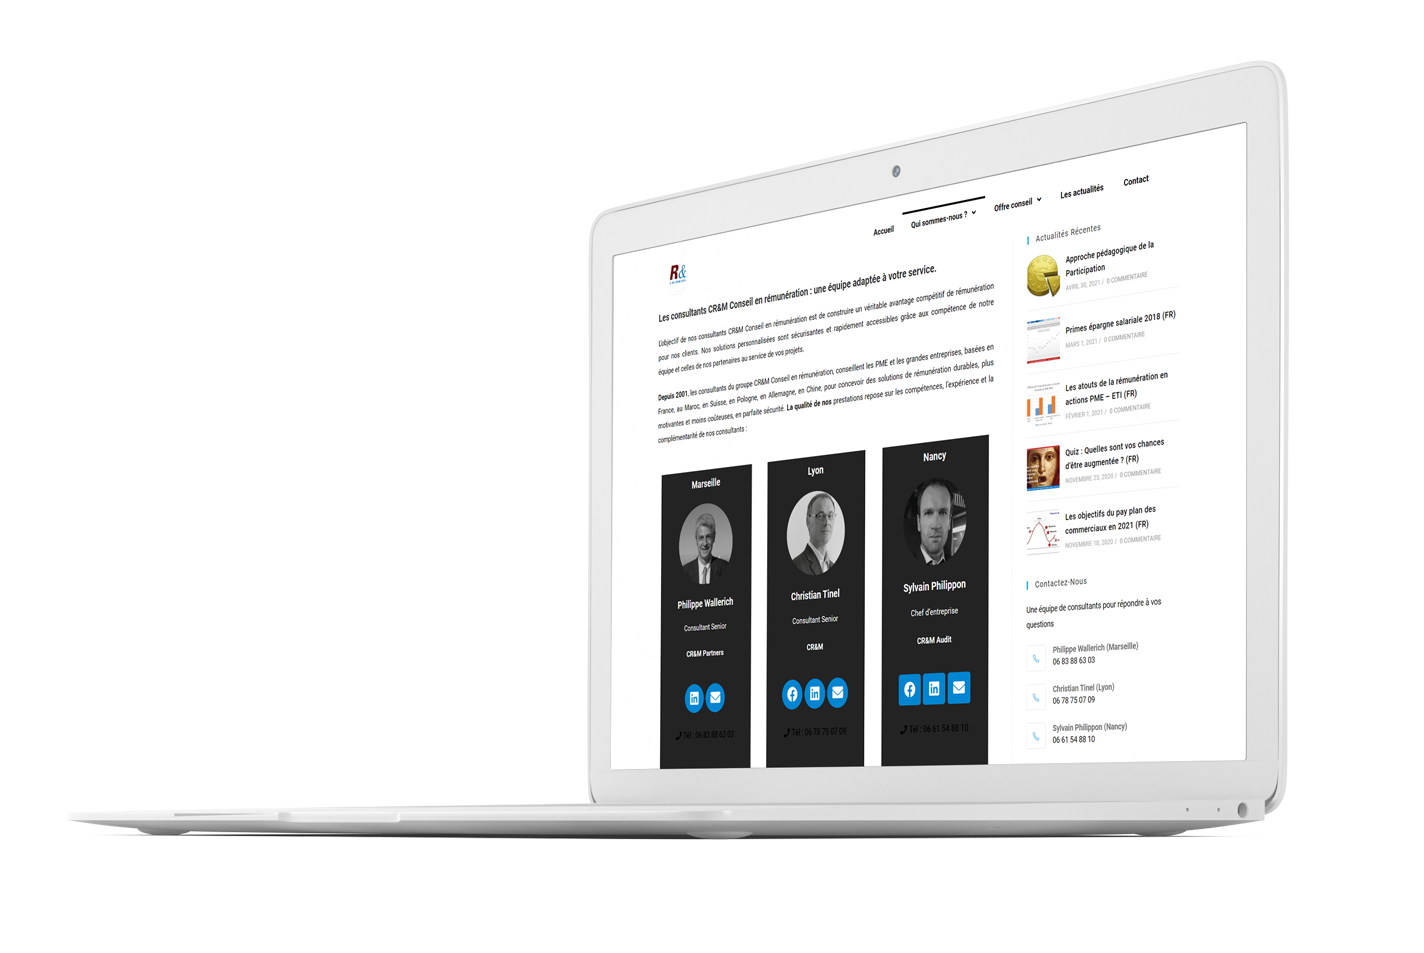 Accueil
Qui sommes-nous ?
Offre conseil
Les actualités
Contact
R&
Les consultants CR&M Conseil en rémunération : une équipe adaptée à votre service.
L'objectif de nos consultants CR&M Conseil en rémunération est de construire un véritable avantage compétitif de rémunération
pour nos clients. Nos solutions personnalisées sont sécurisantes et rapidement accessibles grâce aux compétence de notre
équipe et celles de nos partenaires au service de vos projets.
Depuis 2001, les consultants du groupe CR&M Conseil en rémunération, conseillent les PME et les grandes entreprises, basées en
France, au Maroc, en Suisse, en Pologne, en Allemagne, en Chine, pour concevoir des solutions de rémunération durables, plus
motivantes et moins coûteuses, en parfaite sécurité. La qualité de nos prestations repose sur les compétences, l'expérience et la
complémentarité de nos consultants :
Marseille
Philippe Wallerich
Consultant Senior
CR&M Partners
Tél : 06 83 88 63 03
Lyon
Christian Tinel
Consultant Senior
CR&M
Tél : 06 78 75 07 09
Nancy
Sylvain Philippon
Chef d'entreprise
CR&M Audit
Tél : 06 61 54 88 10
Actualités Récentes
Approche pédagogique de la
Participation
AVRIL 30, 2021 / 0 COMMENTAIRE
Primes épargne salariale 2018 (FR)
MARS 1, 2021 / 0 COMMENTAIRE
Les atouts de la rémunération en
actions PME – ETI (FR)
FÉVRIER 1, 2021 / 0 COMMENTAIRE
Quiz : Quelles sont vos chances
d'être augmentée ? (FR)
NOVEMBRE 23, 2020 / 0 COMMENTAIRE
Les objectifs du pay plan des
commerciaux en 2021 (FR)
NOVEMBRE 18, 2020 / 0 COMMENTAIRE
Contactez-Nous
Une équipe de consultants pour répondre à vos
questions
Philippe Wallerich (Marseille)
06 83 88 63 03
Christian Tinel (Lyon)
06 78 75 07 09
Sylvain Philippon (Nancy)
06 61 54 88 10